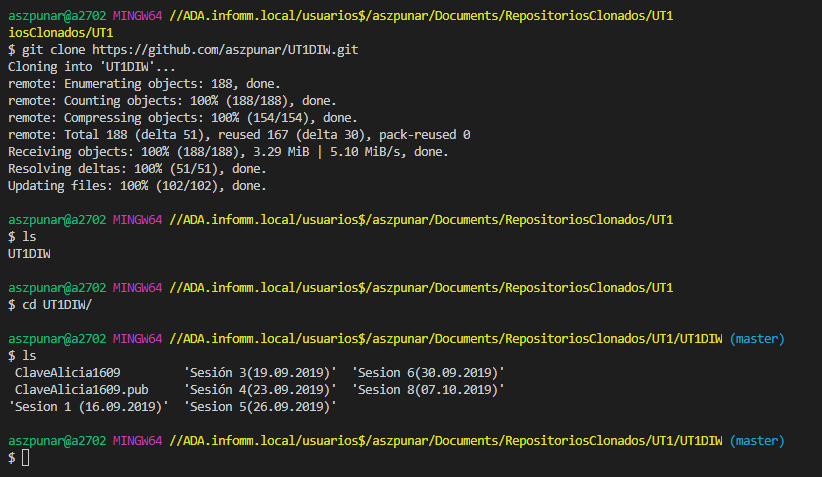 aszpunar@a2702 MINGW64 //ADA.infomm.local/usuarios$/aszpunar/Documents/RepositoriosClonados/UT1
iosClonados/UT1
$ git clone https://github.com/aszpunar/UT1DIW.git
Cloning into 'UT1DIW'...
remote: Enumerating objects: 188, done.
remote: Counting objects: 100% (188/188), done.
remote: Compressing objects: 100% (154/154), done.
remote: Total 188 (delta 51), reused 167 (delta 30), pack-reused 0
Receiving objects: 100% (188/188), 3.29 MiB | 5.10 MiB/s, done.
Resolving deltas: 100% (51/51), done.
Updating files: 100% (102/102), done.
aszpunar@a2702 MINGW64 //ADA.infomm.local/usuarios$/aszpunar/Documents/RepositoriosClonados/UT1
$ ls
UT1DIW
aszpunar@a2702 MINGW64 //ADA.infomm.local/usuarios$/aszpunar/Documents/RepositoriosClonados/UT1
$ cd UT1DIW/
aszpunar@a2702 MINGW64 //ADA.infomm.local/usuarios$/aszpunar/Documents/RepositoriosClonados/UT1/UT1DIW (master)
$ ls
ClaveAlicia1609 'Sesión 3(19.09.2019)' 'Sesion 6(30.09.2019)'
ClaveAlicia1609.pub 'Sesión 4(23.09.2019)' 'Sesion 8(07.10.2019)'
'Sesion 1 (16.09.2019)' 'Sesion 5(26.09.2019)'
aszpunar@a2702 MINGW64 //ADA.infomm.local/usuarios$/aszpunar/Documents/RepositoriosClonados/UT1/UT1DIW (master)
$